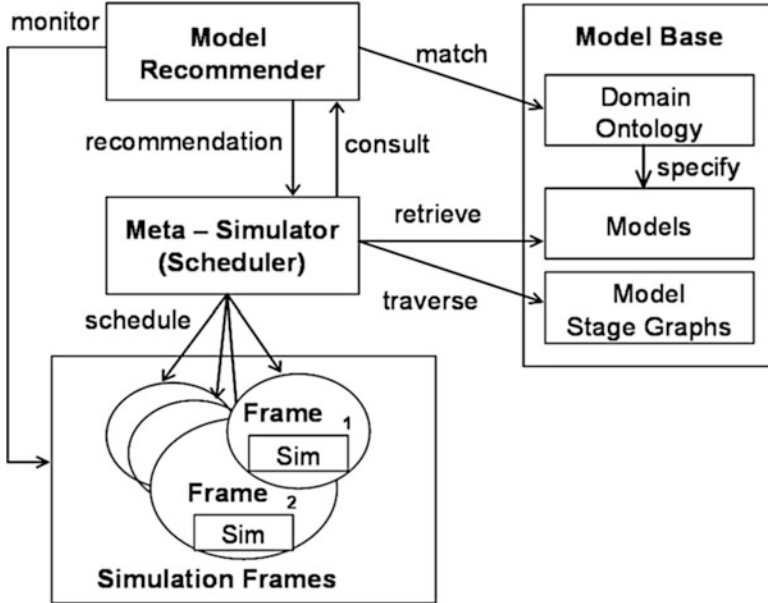 monitor
Model
Recommender
match
Model Base
Domain
Ontology
recommendation
consult
specify
Meta – Simulator
(Scheduler)
retrieve
Models
traverse
Model
Stage Graphs
schedule
Frame 1
Sim
Frame 2
Sim
Simulation Frames